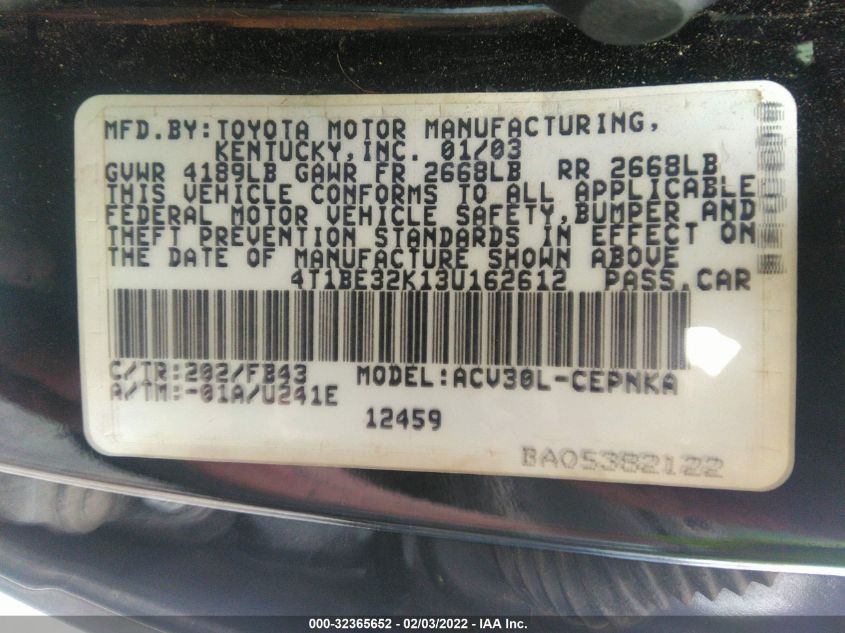 MFD.BY:TOYOTA MOTOR MANUFACTURING,
KENTUCKY,INC. 01/03
GVWR 4189LB GAWR FR 2668LB RR 2668LB
THIS VEHICLE CONFORMS TO ALL APPLICABLE
FEDERAL MOTOR VEHICLE SAFETY,BUMPER AND
THEFT PREVENTION STANDARDS IN EFFECT ON
THE DATE OF MANUFACTURE SHOWN ABOVE
4T1BE32K13U162612 PASS.CAR
C/TR:202/FB43 MODEL:ACV30L-CEPNKA
A/TM:-01A/U241E
12459
BA05382122
000-32365652 - 02/03/2022 - IAA Inc.